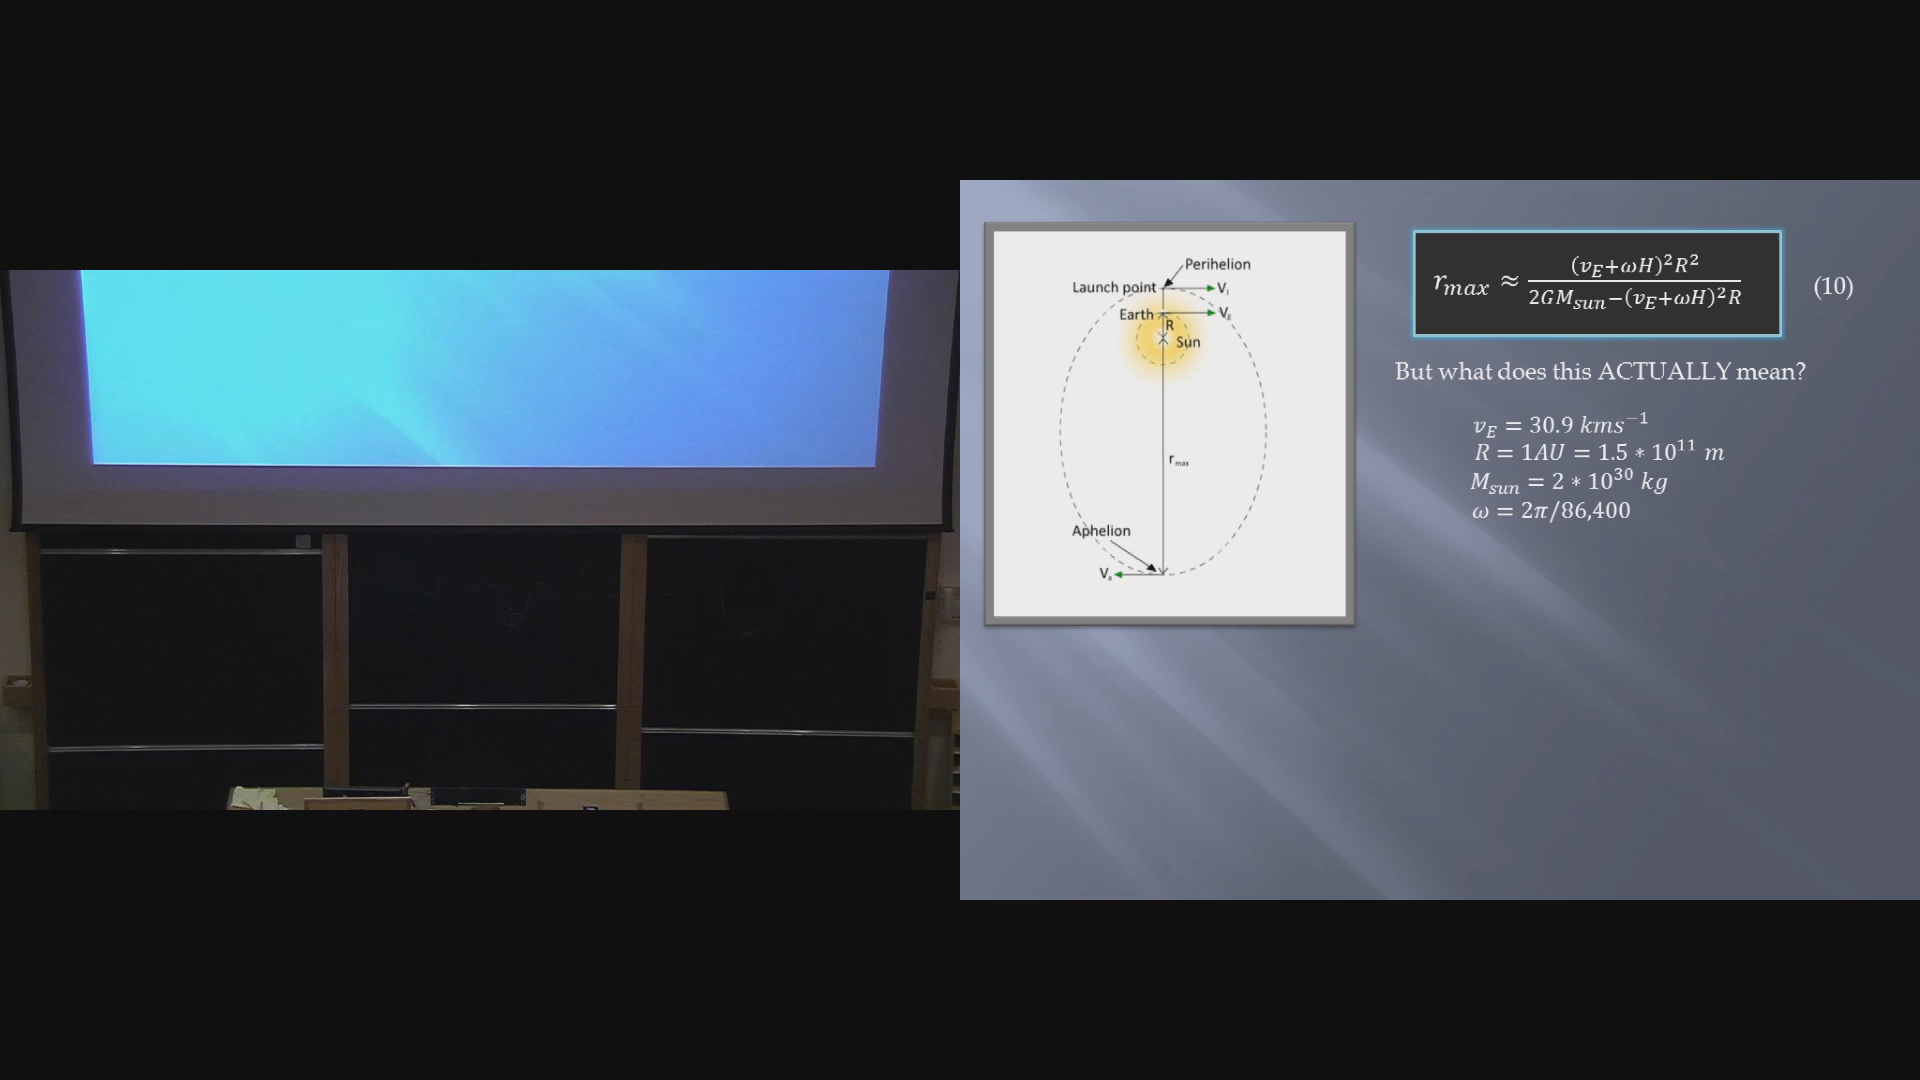 Perihelion
Launch point
V_l
Earth
V_E
R
Sun
r_max
Aphelion
V_a
r_max ≈ (v_E+ωH)²R² / 2GM_sun−(v_E+ωH)²R
(10)
But what does this ACTUALLY mean?
v_E = 30.9 kms⁻¹
R = 1AU = 1.5 ∗ 10¹¹ m
M_sun = 2 ∗ 10³⁰ kg
ω = 2π/86,400